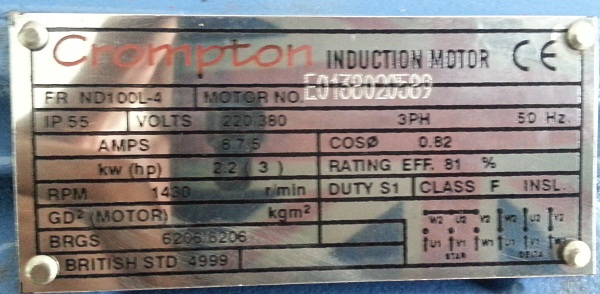 Crompton INDUCTION MOTOR CE
FR ND100L-4 MOTOR NO. E0138020589
IP 55 VOLTS 220/380 3PH 50 Hz.
AMPS 8.7/5 COSØ 0.82
kw (hp) 2.2 ( 3 ) RATING EFF. 81 %
RPM 1430 r/min DUTY S1 CLASS F INSL.
GD² (MOTOR) kgm²
W2 U2 V2 W2 U2 V2
BRGS 6206/6206
U1 V1 W1 U1 V1 W1
STAR DELTA
BRITISH STD 4999